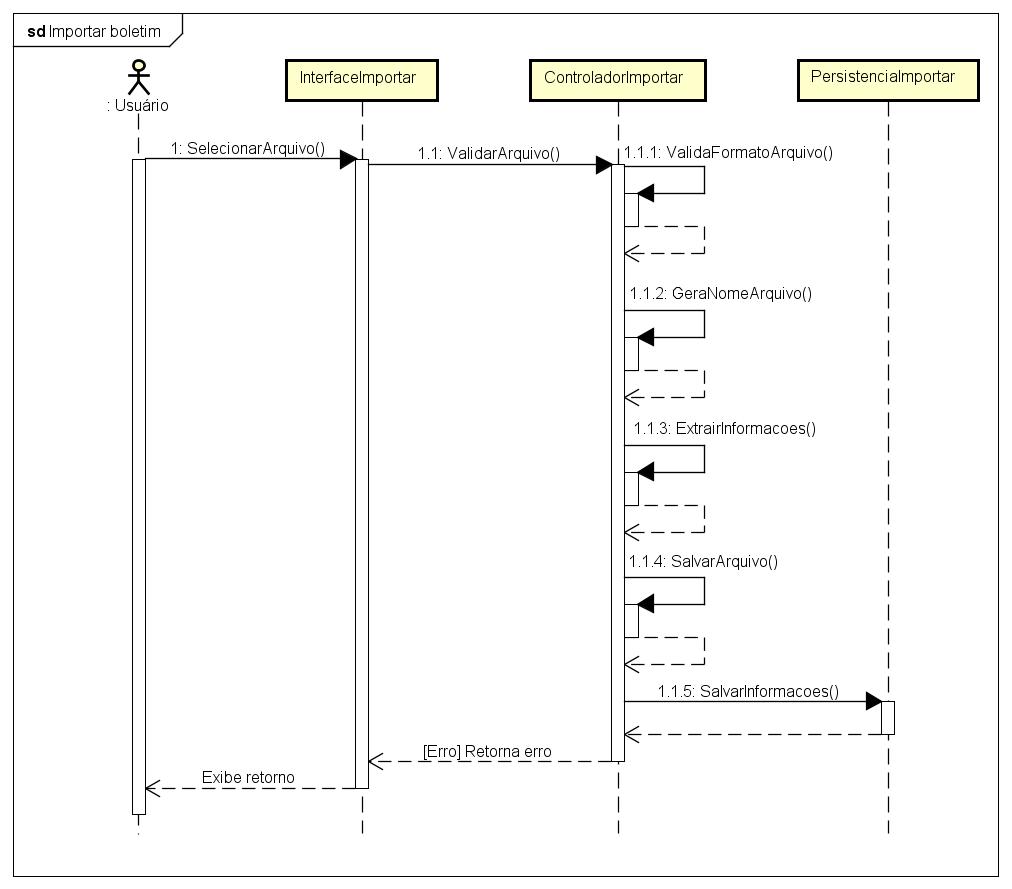 sd Importar boletim
: Usuário
InterfaceImportar
ControladorImportar
PersistenciaImportar
1: SelecionarArquivo()
1.1: ValidarArquivo()
1.1.1: ValidaFormatoArquivo()
1.1.2: GeraNomeArquivo()
1.1.3: ExtrairInformacoes()
1.1.4: SalvarArquivo()
1.1.5: SalvarInformacoes()
[Erro] Retorna erro
Exibe retorno